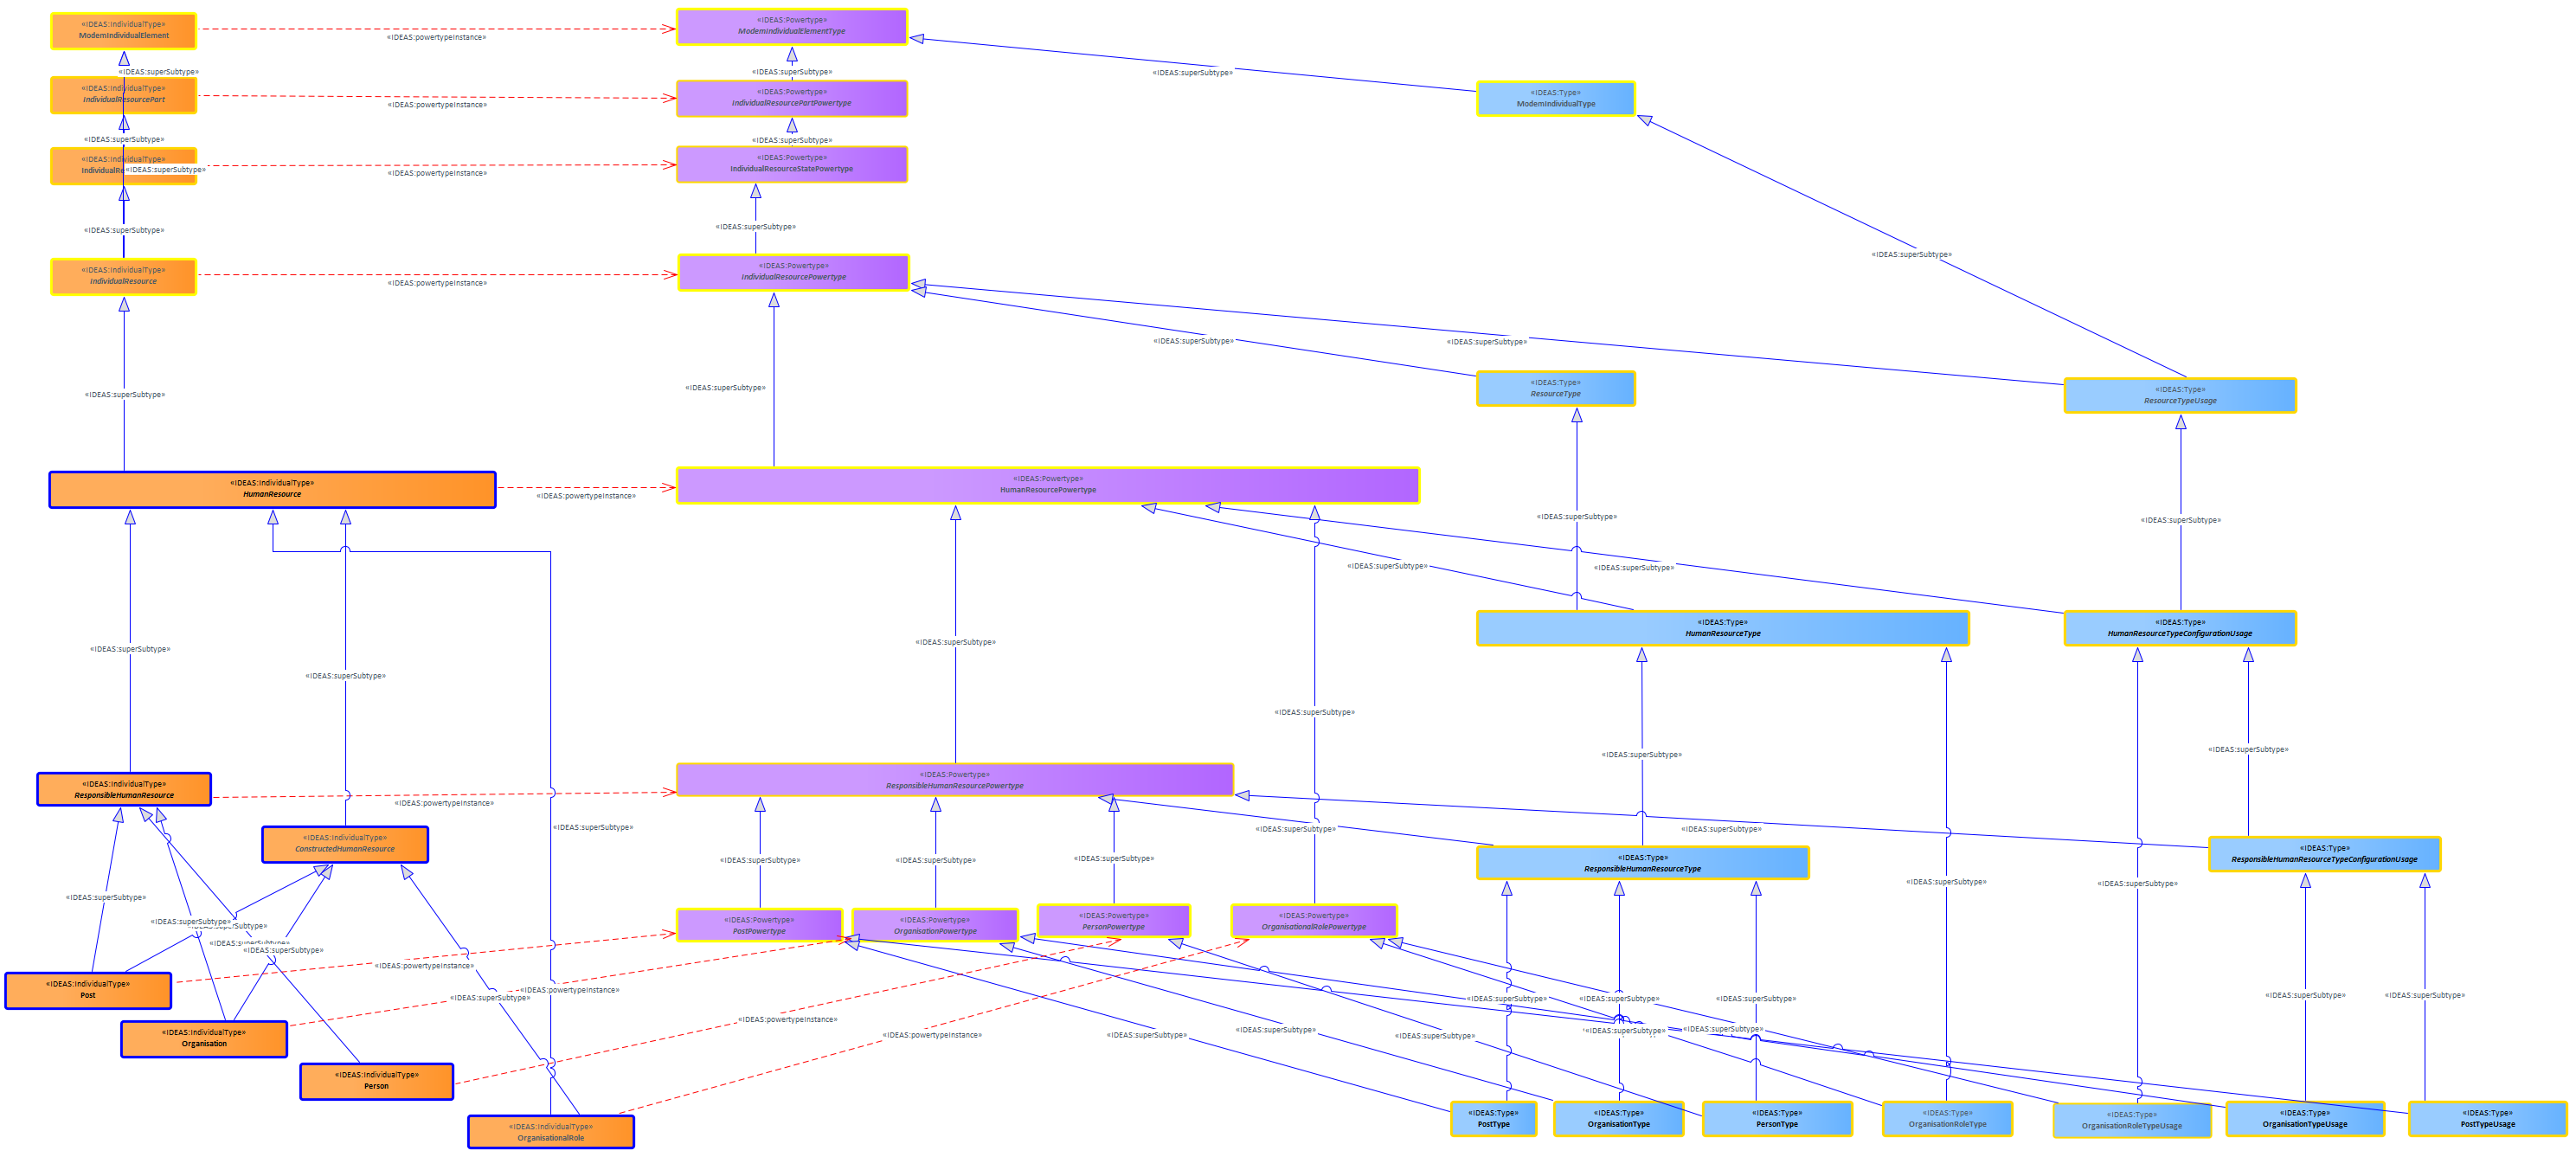 «IDEAS:IndividualType»
ModemIndividualElement
«IDEAS:powertypeInstance»
«IDEAS:Powertype»
ModemIndividualElementType
«IDEAS:superSubtype»
«IDEAS:superSubtype»
«IDEAS:superSubtype»
«IDEAS:IndividualType»
IndividualResourcePart
«IDEAS:powertypeInstance»
«IDEAS:Powertype»
IndividualResourcePartPowertype
«IDEAS:Type»
ModemIndividualType
«IDEAS:superSubtype»
«IDEAS:superSubtype»
«IDEAS:IndividualType»
«IDEAS:superSubtype»
«IDEAS:powertypeInstance»
«IDEAS:Powertype»
IndividualResourceStatePowertype
«IDEAS:superSubtype»
«IDEAS:superSubtype»
«IDEAS:superSubtype»
«IDEAS:IndividualType»
IndividualResource
«IDEAS:powertypeInstance»
«IDEAS:Powertype»
IndividualResourcePowertype
«IDEAS:superSubtype»
«IDEAS:superSubtype»
«IDEAS:superSubtype»
«IDEAS:superSubtype»
«IDEAS:Type»
ResourceType
«IDEAS:Type»
ResourceTypeUsage
«IDEAS:IndividualType»
HumanResource
«IDEAS:powertypeInstance»
«IDEAS:Powertype»
HumanResourcePowertype
«IDEAS:superSubtype»
«IDEAS:superSubtype»
«IDEAS:superSubtype»
«IDEAS:superSubtype»
«IDEAS:Type»
HumanResourceType
«IDEAS:Type»
HumanResourceTypeConfigurationUsage
«IDEAS:superSubtype»
«IDEAS:superSubtype»
«IDEAS:superSubtype»
«IDEAS:superSubtype»
«IDEAS:superSubtype»
«IDEAS:superSubtype»
«IDEAS:IndividualType»
ResponsibleHumanResource
«IDEAS:powertypeInstance»
«IDEAS:Powertype»
ResponsibleHumanResourcePowertype
«IDEAS:superSubtype»
«IDEAS:superSubtype»
«IDEAS:superSubtype»
«IDEAS:IndividualType»
ConstructedHumanResource
«IDEAS:superSubtype»
«IDEAS:superSubtype»
«IDEAS:superSubtype»
«IDEAS:Type»
ResponsibleHumanResourceType
«IDEAS:Type»
ResponsibleHumanResourceTypeConfigurationUsage
«IDEAS:superSubtype»
«IDEAS:superSubtype»
«IDEAS:superSubtype»
«IDEAS:superSubtype»
«IDEAS:superSubtype»
«IDEAS:Powertype»
PostPowertype
«IDEAS:Powertype»
OrganisationPowertype
«IDEAS:Powertype»
PersonPowertype
«IDEAS:Powertype»
OrganisationalRolePowertype
«IDEAS:powertypeInstance»
«IDEAS:IndividualType»
Post
«IDEAS:superSubtype»
«IDEAS:powertypeInstance»
«IDEAS:superSubtype»
«IDEAS:superSubtype»
«IDEAS:superSubtype»
«IDEAS:superSubtype»
«IDEAS:superSubtype»
«IDEAS:IndividualType»
Organisation
«IDEAS:powertypeInstance»
«IDEAS:powertypeInstance»
«IDEAS:superSubtype»
«IDEAS:superSubtype»
«IDEAS:superSubtype»
«IDEAS:superSubtype»
«IDEAS:superSubtype»
«IDEAS:IndividualType»
Person
«IDEAS:IndividualType»
OrganisationalRole
«IDEAS:Type»
PostType
«IDEAS:Type»
OrganisationType
«IDEAS:Type»
PersonType
«IDEAS:Type»
OrganisationRoleType
«IDEAS:Type»
OrganisationRoleTypeUsage
«IDEAS:Type»
OrganisationTypeUsage
«IDEAS:Type»
PostTypeUsage